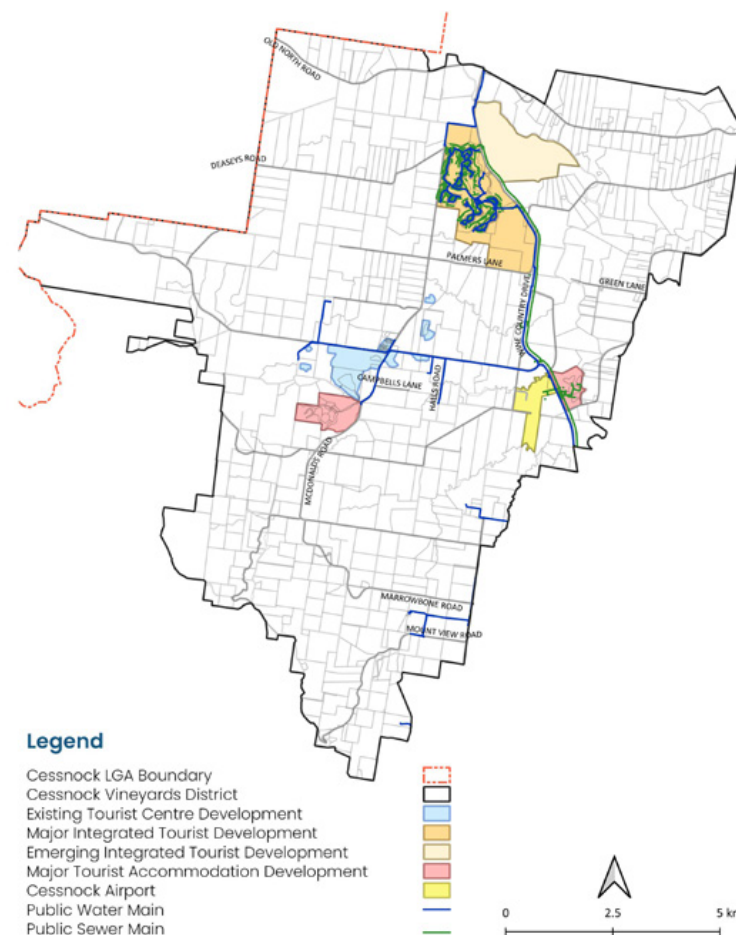 OLD NORTH ROAD
DEASEYS ROAD
PALMERS LANE
GREEN LANE
WINE COUNTRY DRIVE
CAMPBELLS LANE
HALLS ROAD
MCDONALDS ROAD
MARROWBONE ROAD
MOUNT VIEW ROAD
Legend
Cessnock LGA Boundary
Cessnock Vineyards District
Existing Tourist Centre Development
Major Integrated Tourist Development
Emerging Integrated Tourist Development
Major Tourist Accommodation Development
Cessnock Airport
Public Water Main
Public Sewer Main
0 2.5 5 km